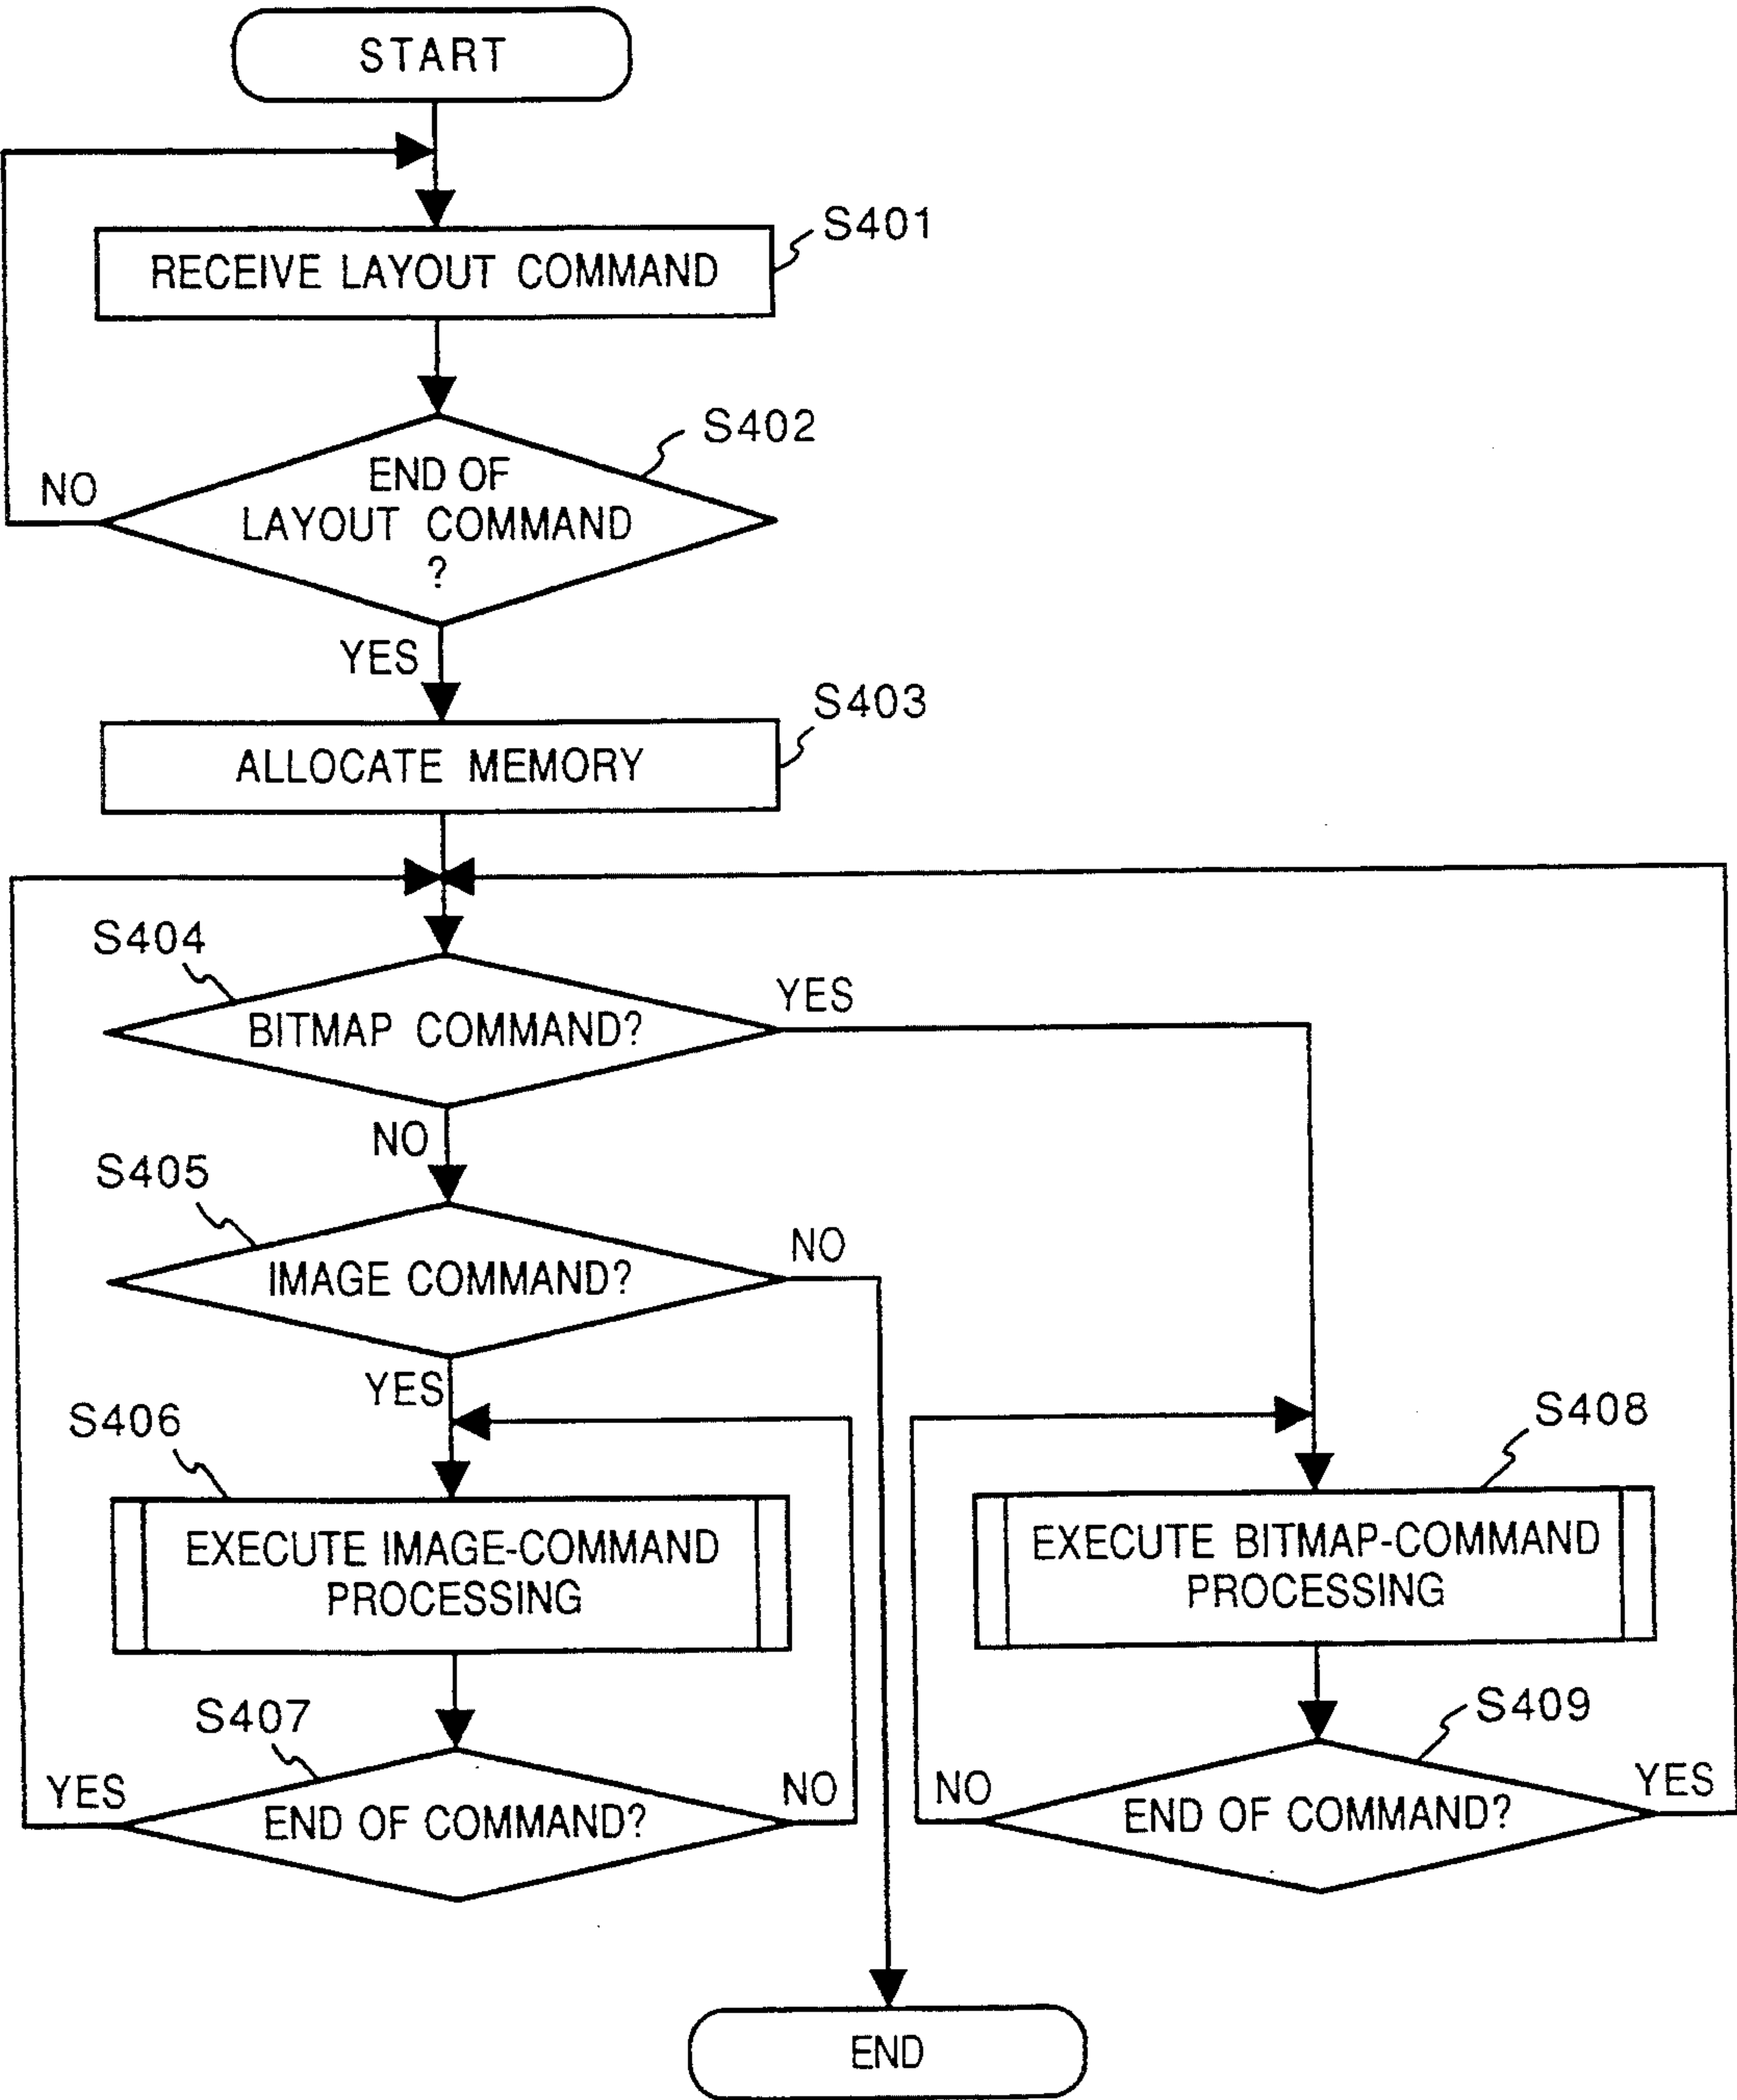 START
S401
RECEIVE LAYOUT COMMAND
S402
END OF
LAYOUT COMMAND
?
NO
YES
S403
ALLOCATE MEMORY
S404
BITMAP COMMAND?
YES
NO
S405
IMAGE COMMAND?
NO
YES
S406
EXECUTE IMAGE-COMMAND
PROCESSING
S408
EXECUTE BITMAP-COMMAND
PROCESSING
S407
END OF COMMAND?
YES
NO
S409
END OF COMMAND?
NO
YES
END